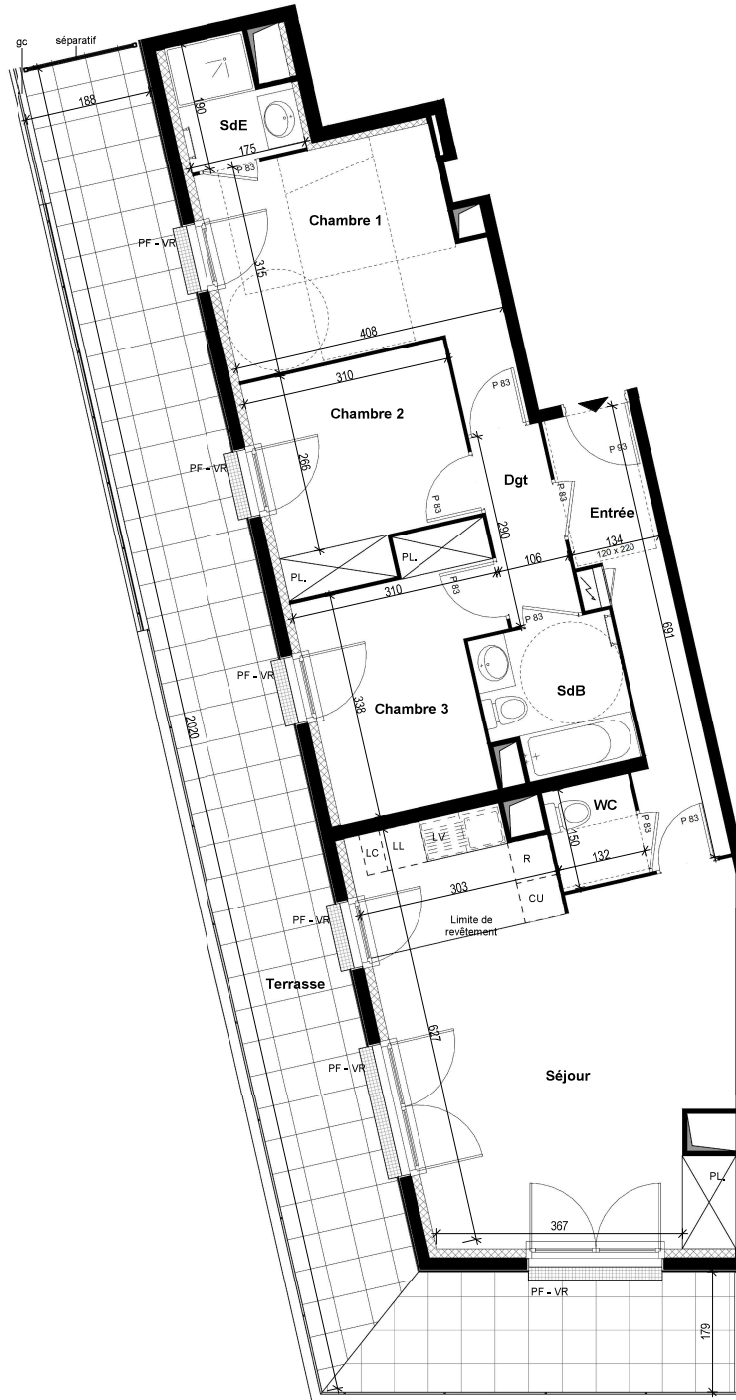 gc
séparatif
188
190
SdE
175
P 83
Chambre 1
PF - VR
315
408
310
Chambre 2
P 83
PF - VR
266
P 83
Dgt
P 93
P 83
Entrée
290
134
120 x 220
PL.
PL.
106
310
P 83
P 83
691
PF - VR
SdB
338
Chambre 3
2020
WC
LC
LL
LV
150
P 83
P 83
R
132
303
CU
PF - VR
Limite de
revêtement
Terrasse
627
PF - VR
Séjour
PL.
367
PF - VR
179